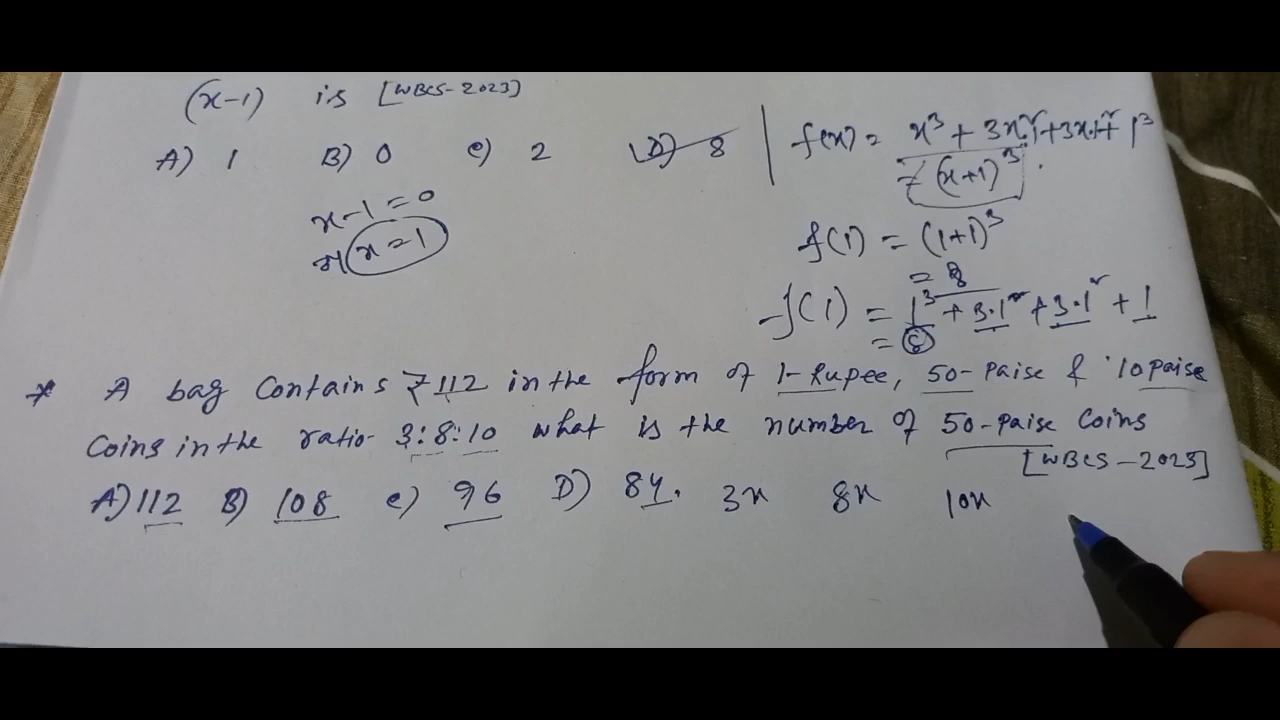 (x-1) is [WBCS-2023]
A) 1 B) 0 C) 2 D) 8
x-1=0
x=1
f(x) = x³ + 3x².1+3x.1²+ 1³
= (x+1)³.
f(1) = (1+1)³
= 8
f(1) = 1³ + 3.1² + 3.1² + 1
= 8
* A bag Contains ₹112 in the form of 1-Rupee, 50-Paise & 10 paise
Coins in the ratio- 3:8:10 what is the number of 50-paise Coins
[WBCS-2023]
A) 112 B) 108 C) 96 D) 84. 3x 8x 10x